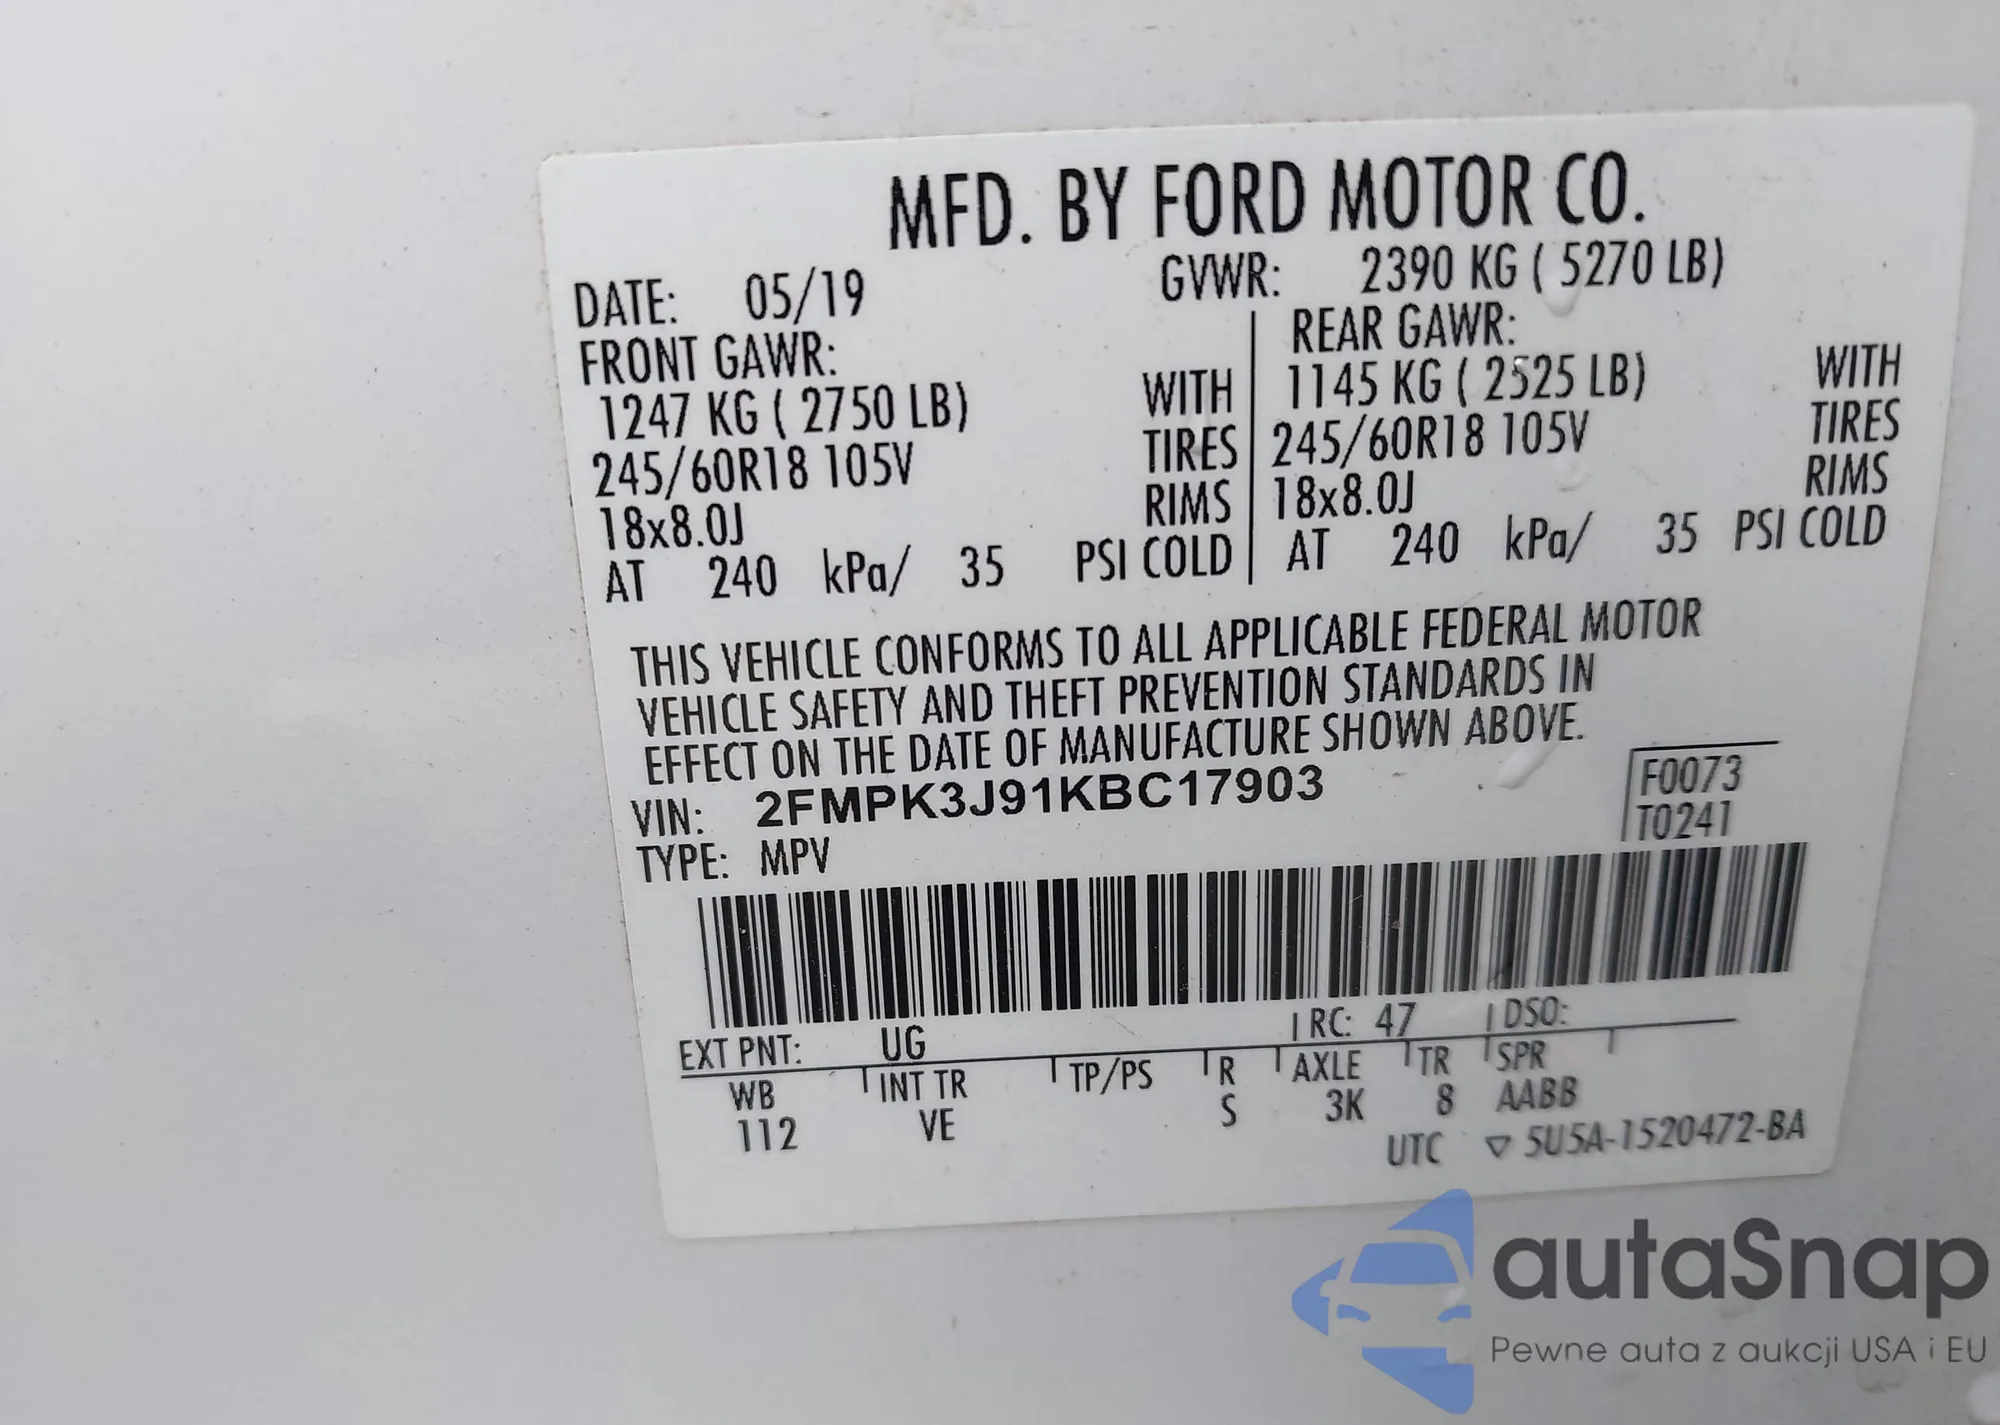 MFD. BY FORD MOTOR CO.
DATE: 05/19 GVWR: 2390 KG ( 5270 LB)
FRONT GAWR: REAR GAWR:
1247 KG ( 2750 LB) WITH 1145 KG ( 2525 LB) WITH
245/60R18 105V TIRES 245/60R18 105V TIRES
18x8.0J RIMS 18x8.0J RIMS
AT 240 kPa/ 35 PSI COLD AT 240 kPa/ 35 PSI COLD
THIS VEHICLE CONFORMS TO ALL APPLICABLE FEDERAL MOTOR
VEHICLE SAFETY AND THEFT PREVENTION STANDARDS IN
EFFECT ON THE DATE OF MANUFACTURE SHOWN ABOVE.
VIN: 2FMPK3J91KBC17903 F0073
TYPE: MPV T0241
EXT PNT: UG RC: 47 DSO:
WB INT TR TP/PS R AXLE TR SPR
112 VE S 3K 8 AABB
UTC ▽ 5U5A-1520472-BA
autaSnap
Pewne auta z aukcji USA i EU